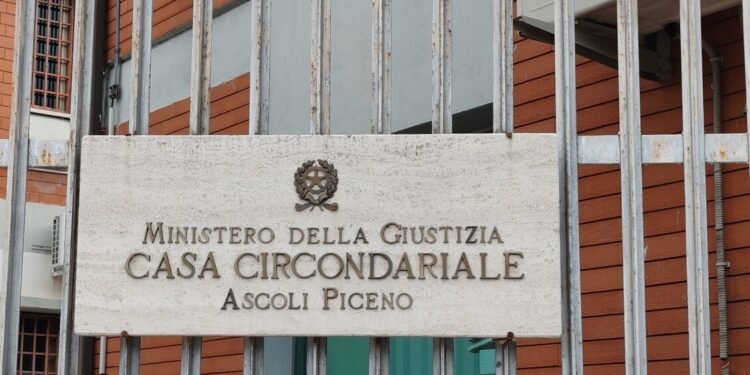 Ministero della Giustizia
CASA CIRCONDARIALE
Ascoli Piceno